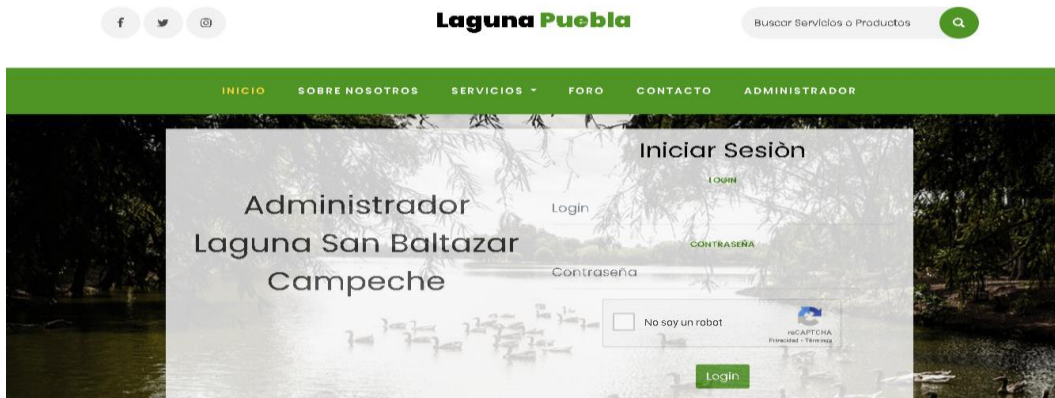 Laguna Puebla
Buscar Servicios o Productos
INICIO SOBRE NOSOTROS SERVICIOS FORO CONTACTO ADMINISTRADOR
Administrador
Laguna San Baltazar
Campeche
Iniciar Sesiòn
LOGIN
Login
CONTRASEÑA
Contraseña
No soy un robot
reCAPTCHA
Privacidad - Términos
Login